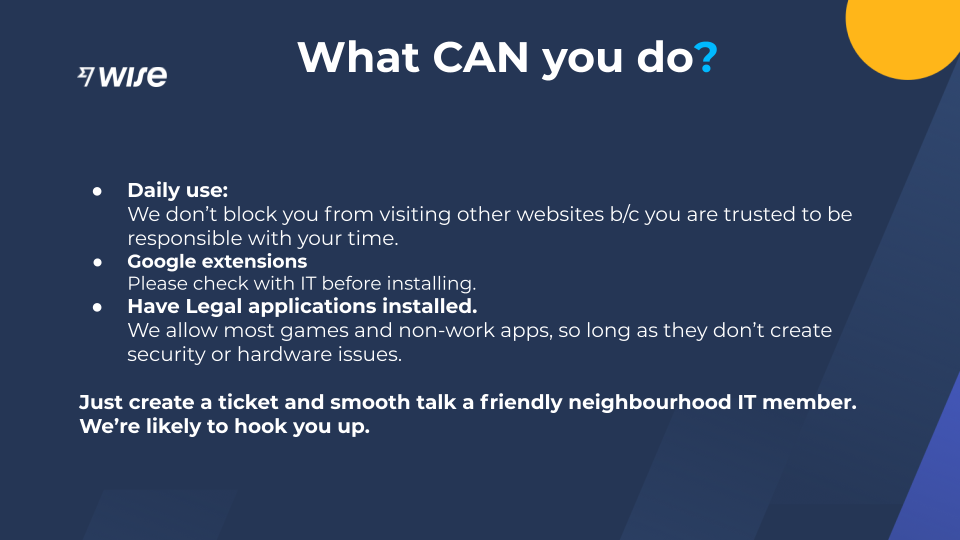 What CAN you do?
wise
● Daily use:
We don’t block you from visiting other websites b/c you are trusted to be
responsible with your time.
● Google extensions
Please check with IT before installing.
● Have Legal applications installed.
We allow most games and non-work apps, so long as they don’t create
security or hardware issues.
Just create a ticket and smooth talk a friendly neighbourhood IT member.
We’re likely to hook you up.